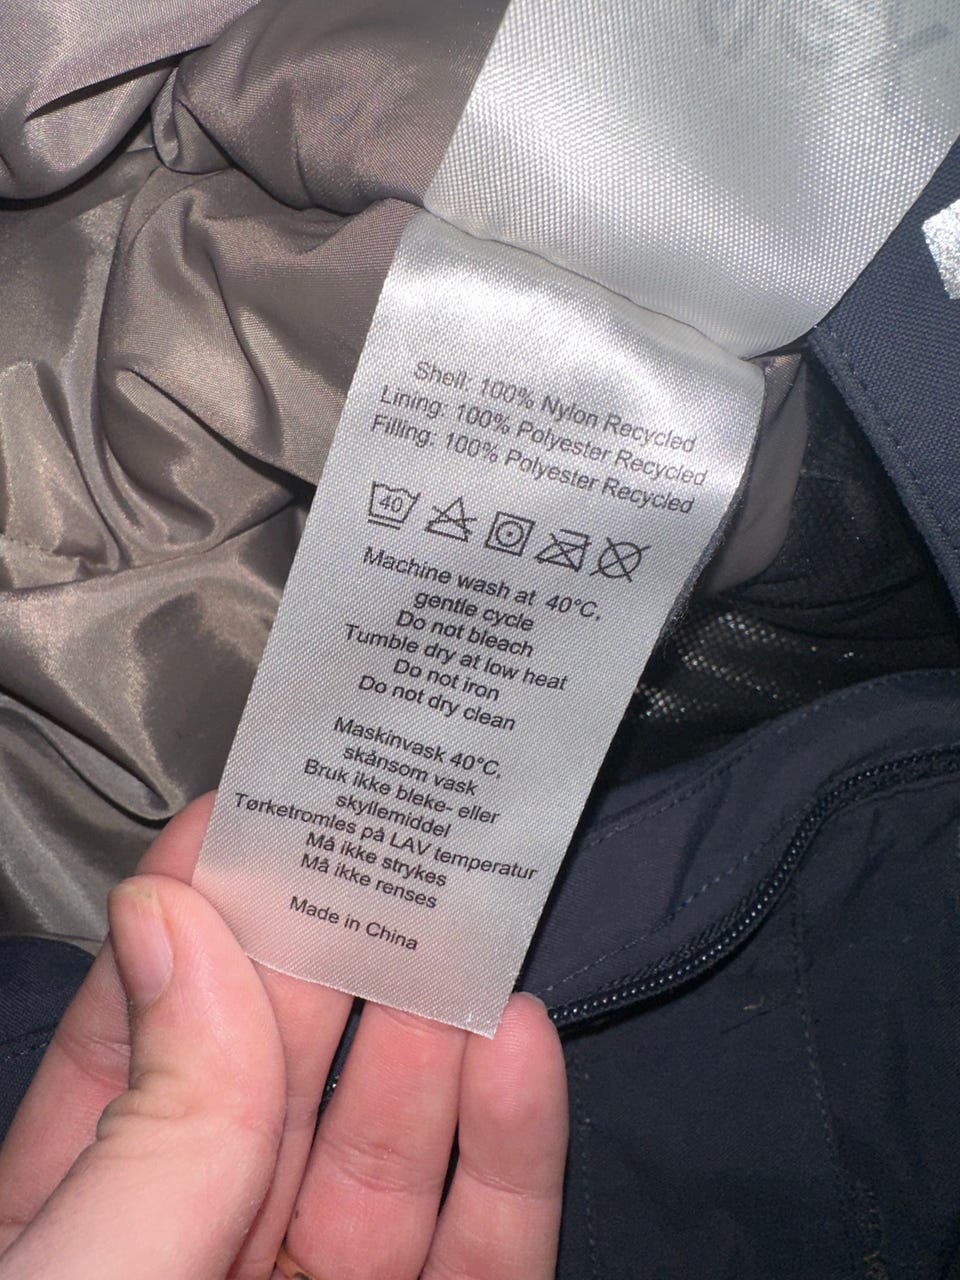 Shell: 100% Nylon Recycled
Lining: 100% Polyester Recycled
Filling: 100% Polyester Recycled
40
Machine wash at 40°C,
gentle cycle
Do not bleach
Tumble dry at low heat
Do not iron
Do not dry clean
Maskinvask 40°C,
skånsom vask
Bruk ikke bleke- eller
skyllemiddel
Tørketromles på LAV temperatur
Må ikke strykes
Må ikke renses
Made in China